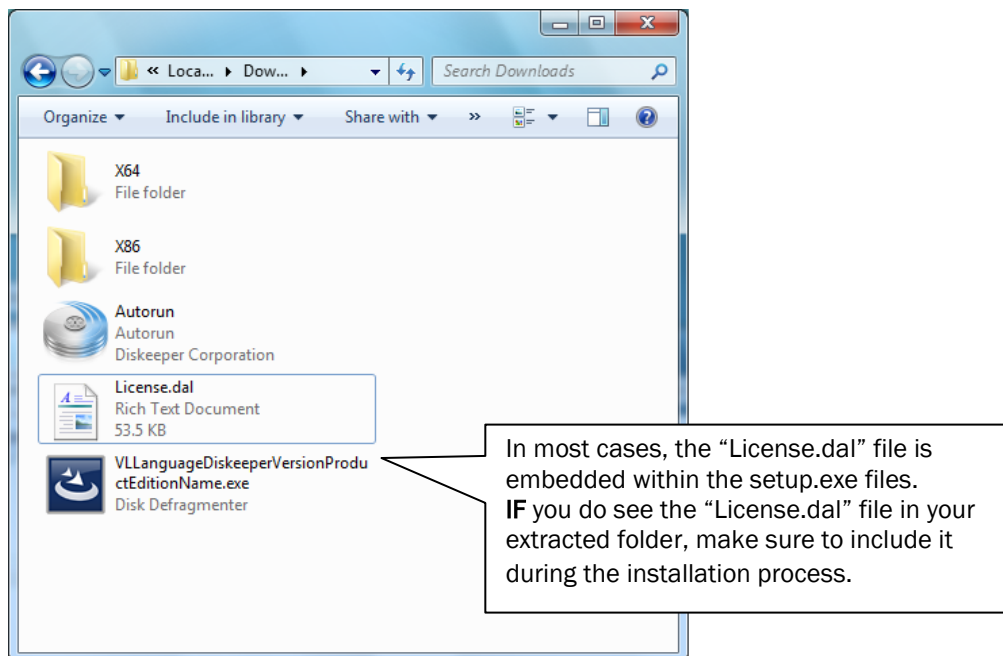 « Loca... ▸ Dow... ▸ Search Downloads
Organize ▾ Include in library ▾ Share with ▾ »
X64
File folder
X86
File folder
Autorun
Autorun
Diskeeper Corporation
License.dal
Rich Text Document
53.5 KB
VLLanguageDiskeeperVersionProdu
ctEditionName.exe
Disk Defragmenter
In most cases, the “License.dal” file is
embedded within the setup.exe files.
IF you do see the “License.dal” file in your
extracted folder, make sure to include it
during the installation process.